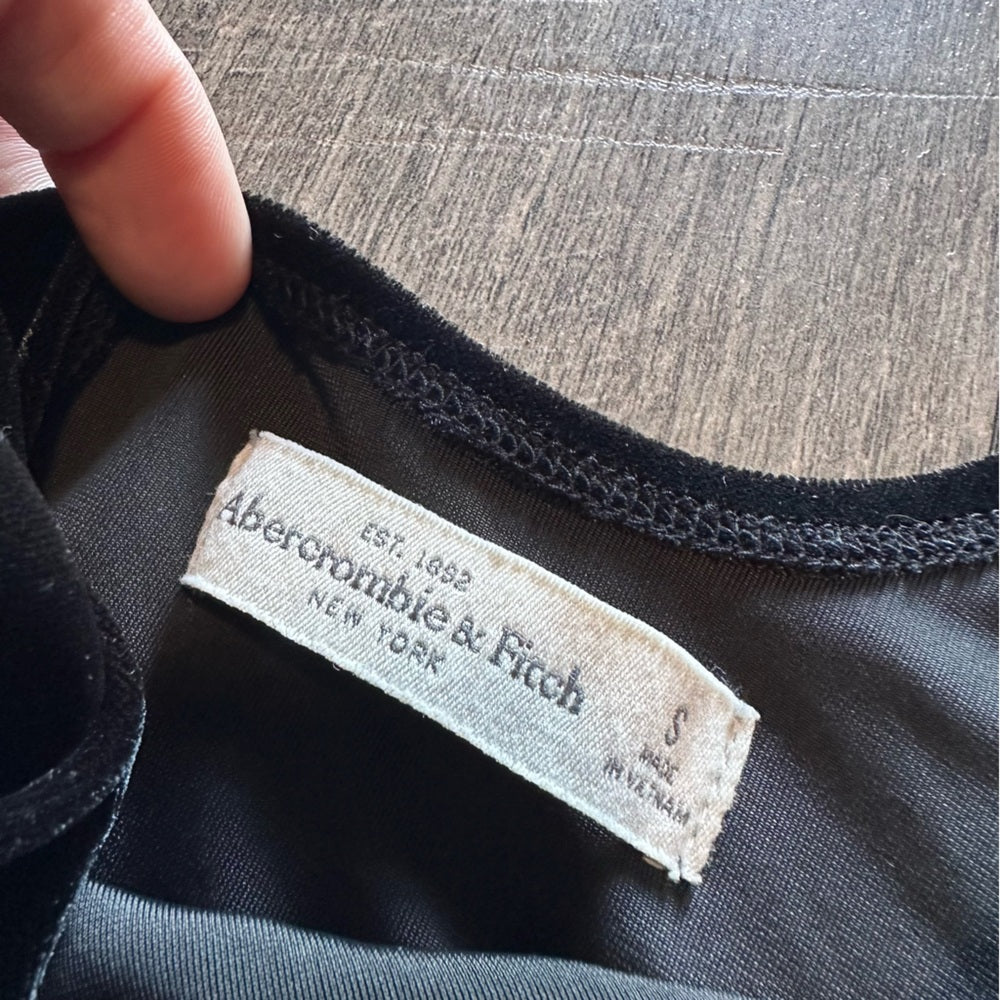 EST. 1892
Abercrombie & Fitch
NEW YORK
S
MADE
IN VIETNAM